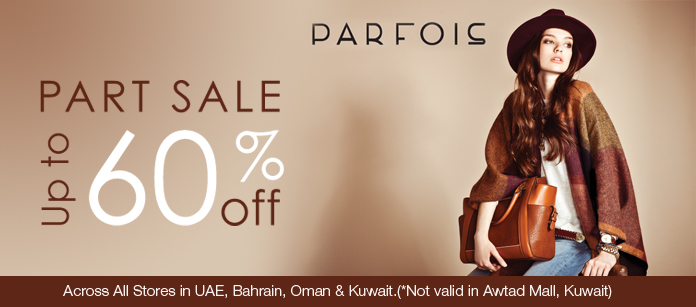 PARFOIS
PART SALE
Up to
60% off
Across All Stores in UAE, Bahrain, Oman & Kuwait.(*Not valid in Awtad Mall, Kuwait)